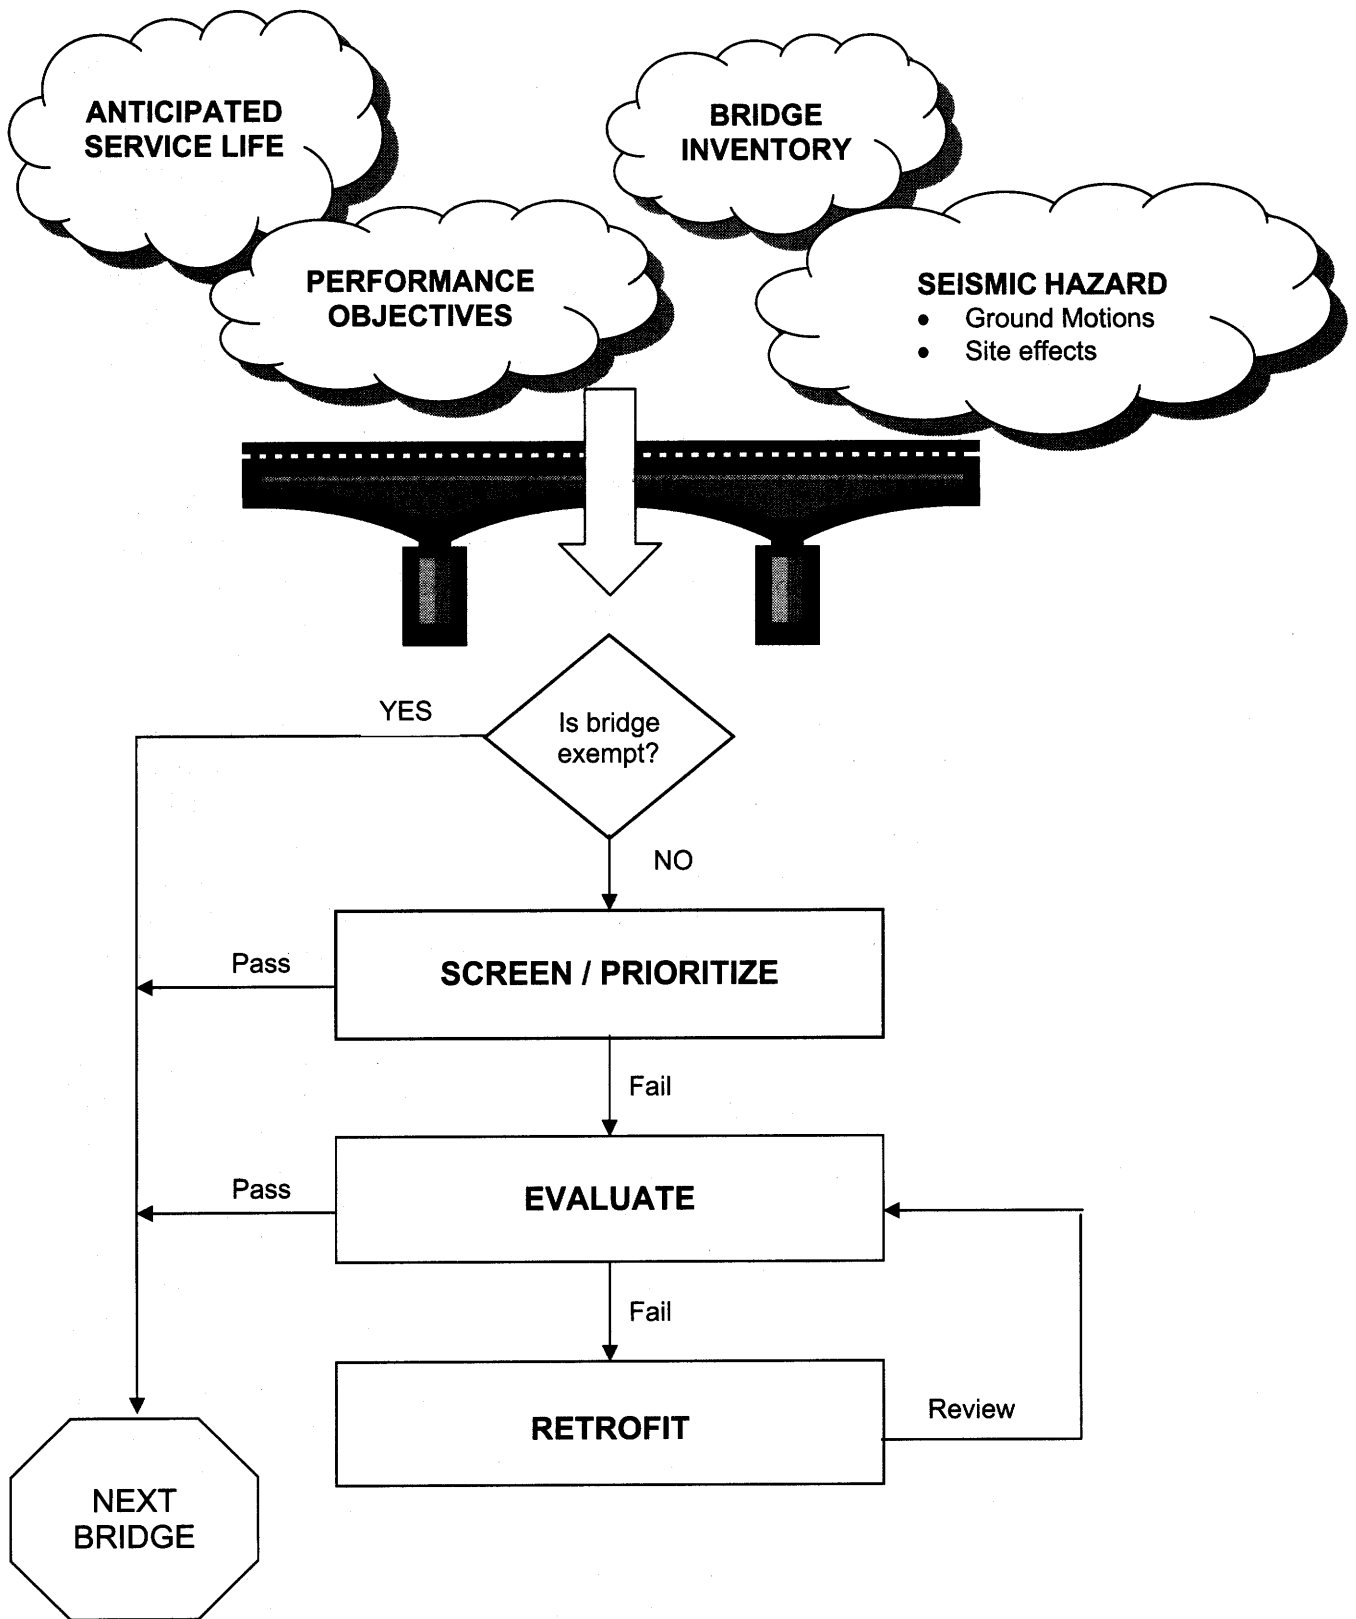 ANTICIPATED
SERVICE LIFE
BRIDGE
INVENTORY
PERFORMANCE
OBJECTIVES
SEISMIC HAZARD
• Ground Motions
• Site effects
YES
Is bridge
exempt?
NO
Pass
SCREEN / PRIORITIZE
Fail
Pass
EVALUATE
Fail
RETROFIT
Review
NEXT
BRIDGE